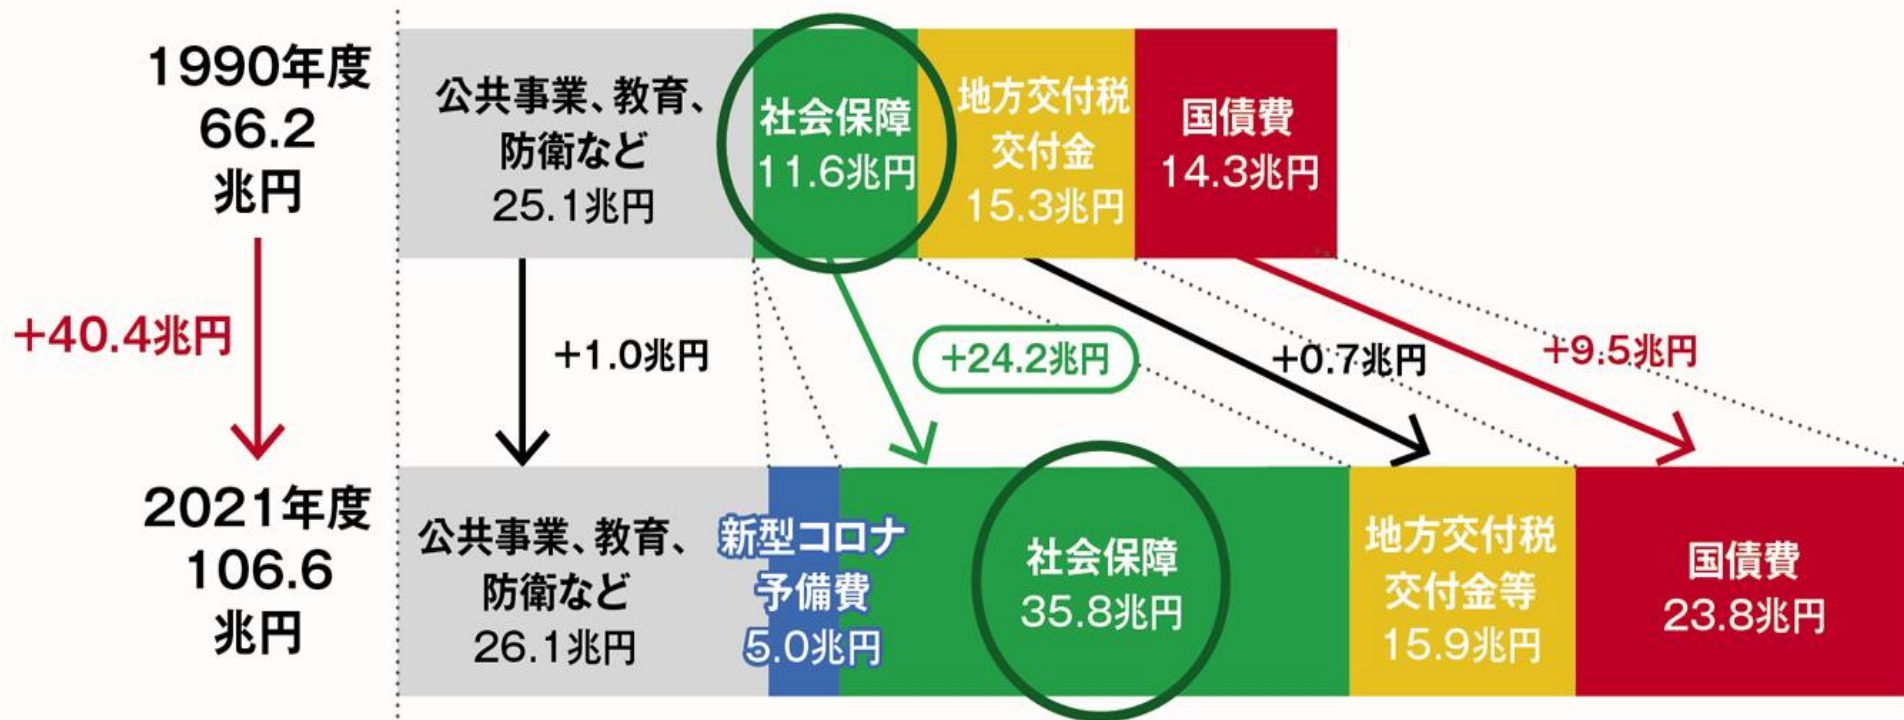 1990年度
66.2
兆円
公共事業、教育、
防衛など
25.1兆円
社会保障
11.6兆円
地方交付税
交付金
15.3兆円
国債費
14.3兆円
+40.4兆円
+1.0兆円
+24.2兆円
+0.7兆円
+9.5兆円
2021年度
106.6
兆円
公共事業、教育、
防衛など
26.1兆円
新型コロナ
予備費
5.0兆円
社会保障
35.8兆円
地方交付税
交付金等
15.9兆円
国債費
23.8兆円